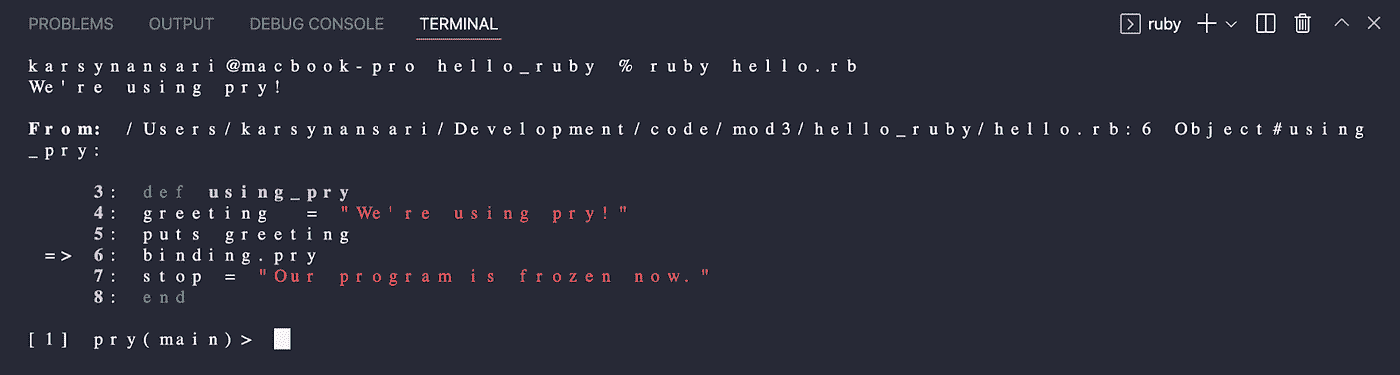 PROBLEMS OUTPUT DEBUG CONSOLE TERMINAL ruby
karsynansari@macbook-pro hello_ruby % ruby hello.rb
We're using pry!
From: /Users/karsynansari/Development/code/mod3/hello_ruby/hello.rb:6 Object#using
_pry:
3: def using_pry
4: greeting = "We're using pry!"
5: puts greeting
=> 6: binding.pry
7: stop = "Our program is frozen now."
8: end
[1] pry(main)>